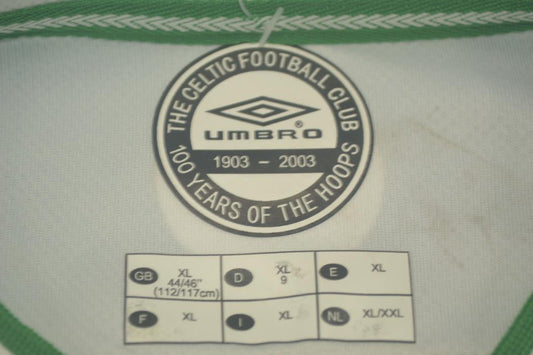 THE CELTIC FOOTBALL CLUB
UMBRO®
1903 - 2003
100 YEARS OF THE HOOPS
GB XL 44/46" (112/117cm)
D XL 9
E XL
F XL
I XL
NL XL/XXL